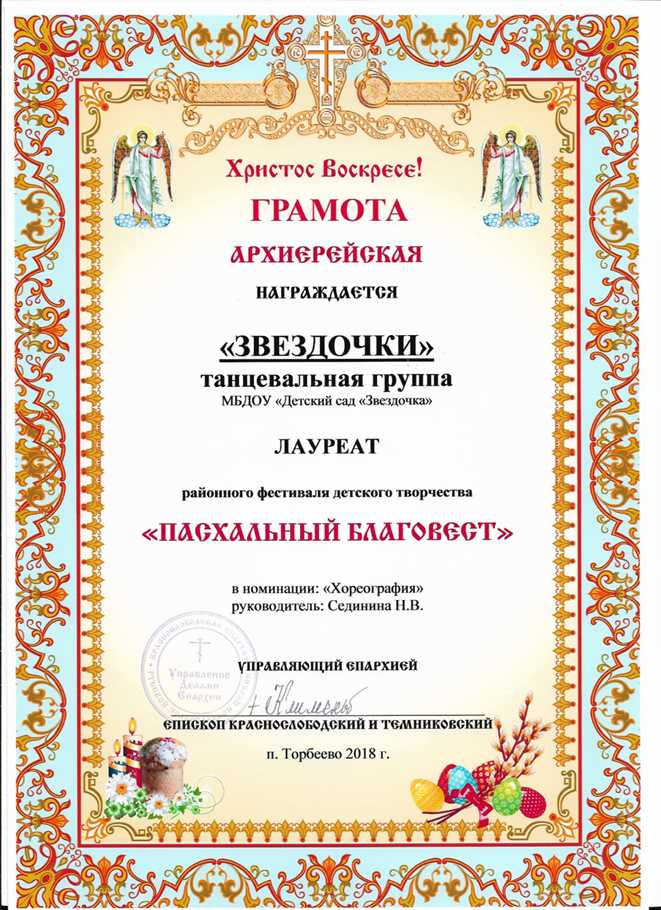 Христос Воскресе!
ГРАМОТА
АРХИЕРЕЙСКАЯ
НАГРАЖДАЕТСЯ
«ЗВЕЗДОЧКИ»
танцевальная группа
МБДОУ «Детский сад «Звездочка»
ЛАУРЕАТ
районного фестиваля детского творчества
«ПАСХАЛЬНЫЙ БЛАГОВЕСТ»
в номинации: «Хореография»
руководитель: Сединина Н.В.
Управление
Делами
Епархии
УПРАВЛЯЮЩИЙ ЕПАРХИЕЙ
ЕПИСКОП КРАСНОСЛОБОДСКИЙ И ТЕМНИКОВСКИЙ
п. Торбеево 2018 г.